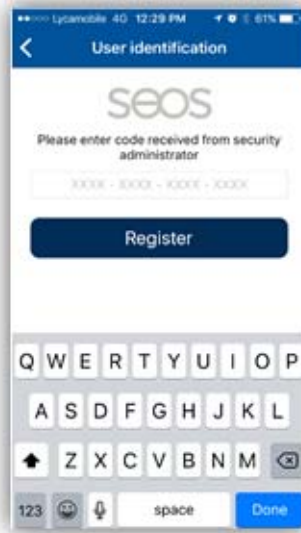 Lycamobile 4G 12:29 PM 61%
User identification
SEOS
Please enter code received from security
administrator
XXXX - XXXX - XXXX - XXXX
Register
Q W E R T Y U I O P
A S D F G H J K L
Z X C V B N M
123 space Done